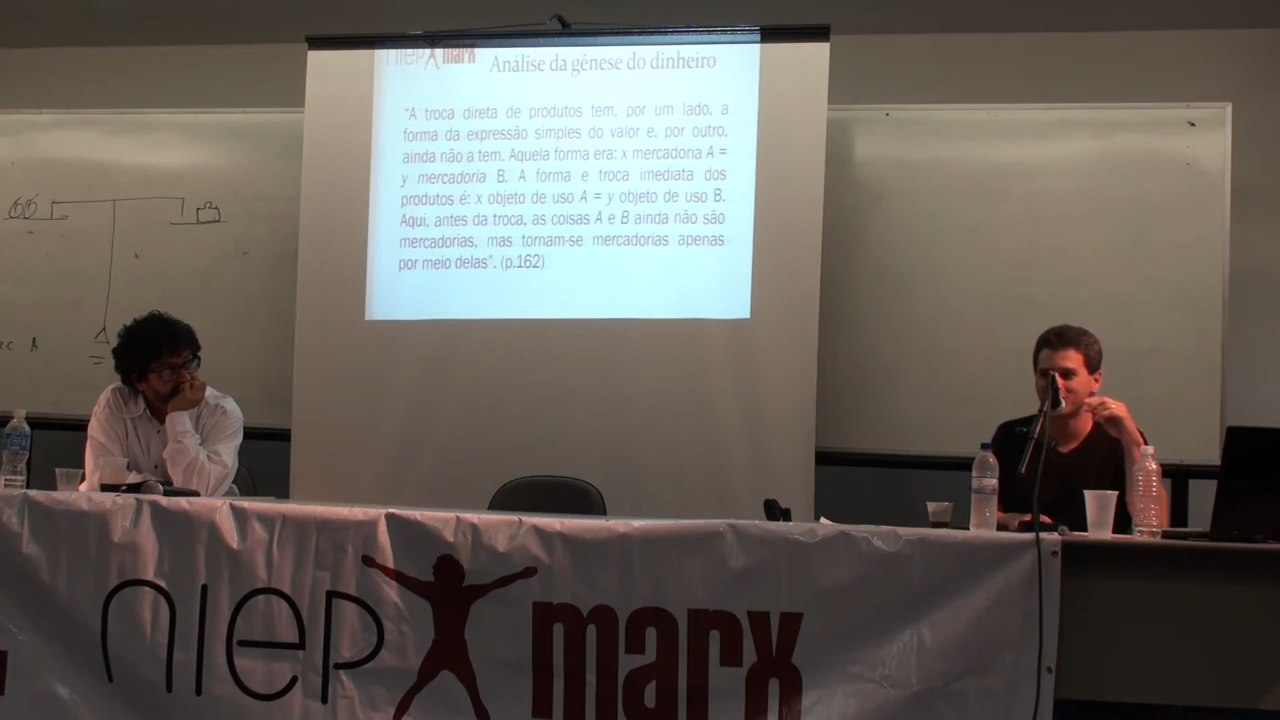 niep marx
Análise da gênese do dinheiro
"A troca direta de produtos tem, por um lado, a
forma da expressão simples do valor e, por outro,
ainda não a tem. Aquela forma era: x mercadoria A =
y mercadoria B. A forma e troca imediata dos
produtos é: x objeto de uso A = y objeto de uso B.
Aqui, antes da troca, as coisas A e B ainda não são
mercadorias, mas tornam-se mercadorias apenas
por meio delas". (p.162)
A
niep marx